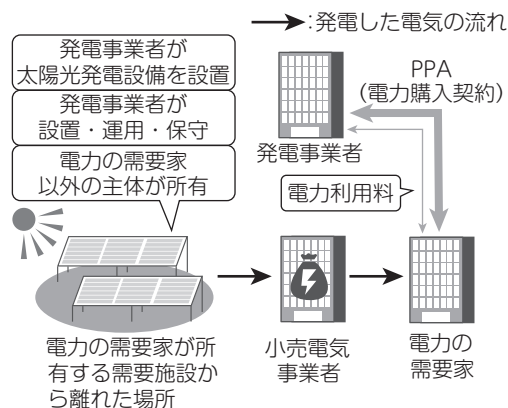 →:発電した電気の流れ
発電事業者が
太陽光発電設備を設置
発電事業者が
設置・運用・保守
電力の需要家
以外の主体が所有
発電事業者
PPA
(電力購入契約)
電力利用料
電力の需要家が所
有する需要施設か
ら離れた場所
小売電気
事業者
電力の
需要家